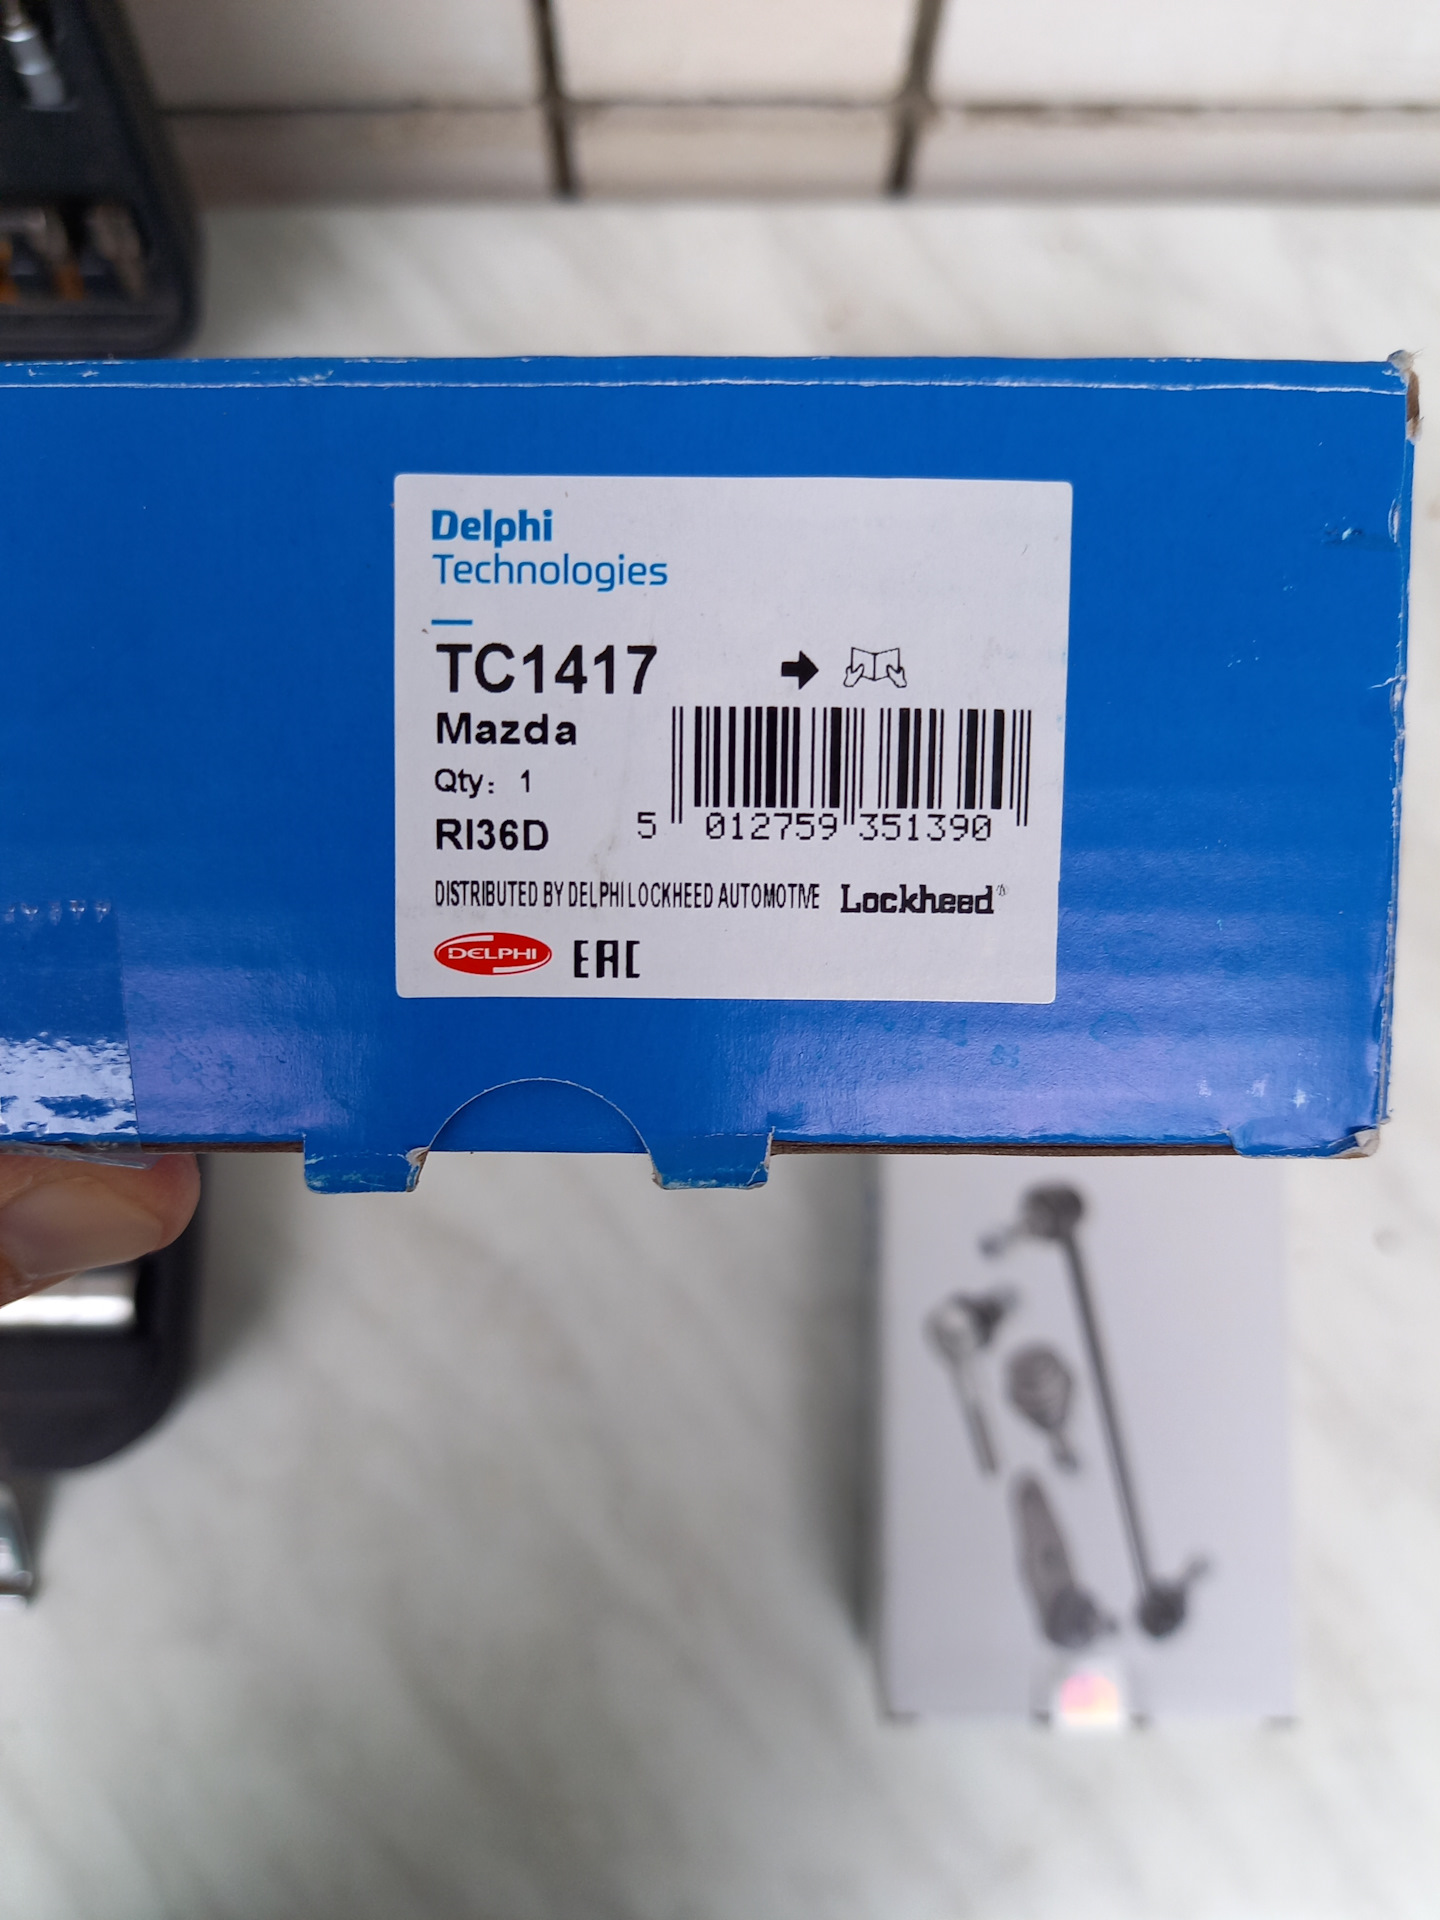 Delphi
Technologies
TC1417
Mazda
Qty: 1
RI36D
5 012759 351390
DISTRIBUTED BY DELPHI LOCKHEED AUTOMOTIVE Lockheed
DELPHI EAC